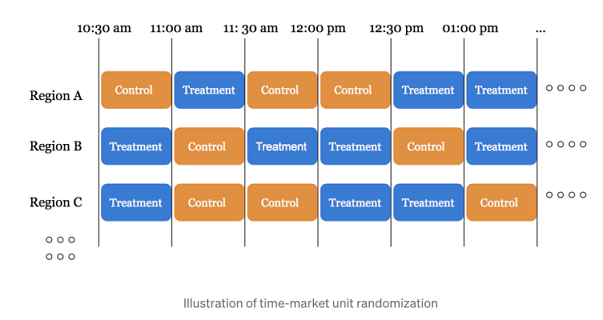 10:30 am 11:00 am 11: 30 am 12:00 pm 12:30 pm 01:00 pm ...
Region A Control Treatment Control Control Treatment Treatment
Region B Treatment Control Treatment Treatment Control Treatment
Region C Treatment Control Control Treatment Treatment Control
Illustration of time-market unit randomization